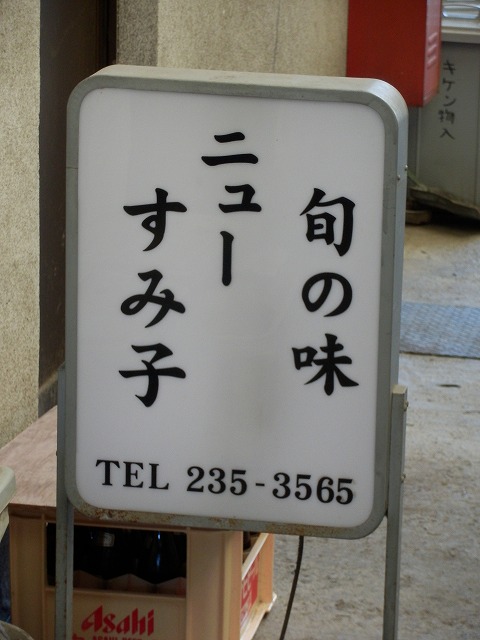 旬の味
ニュー
すみ子
TEL 235-3565
キケン物入
Asahi